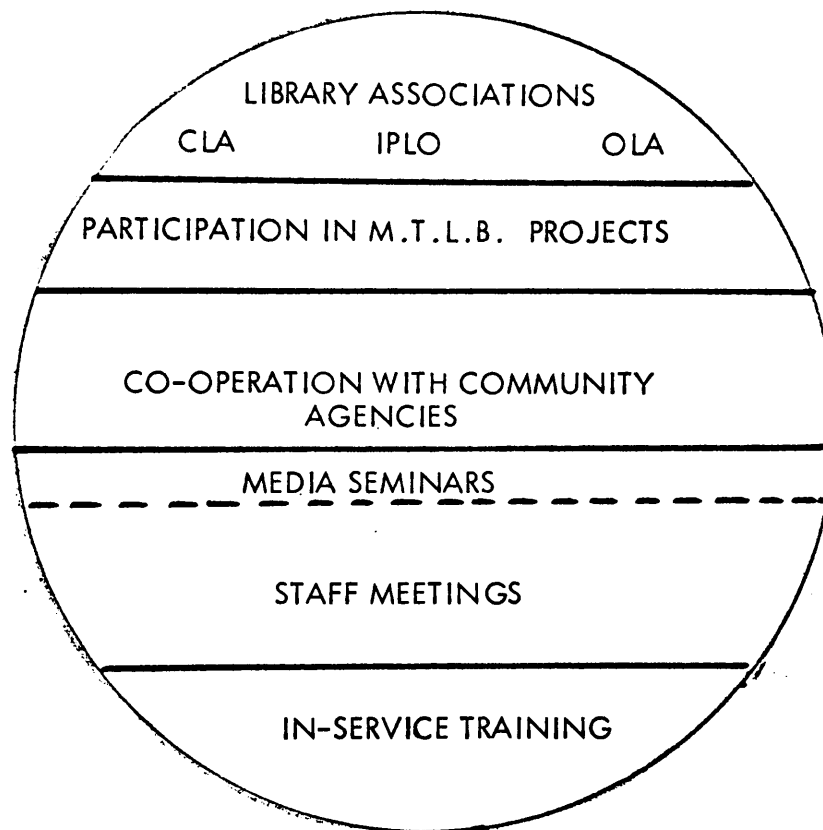 LIBRARY ASSOCIATIONS
CLA IPLO OLA
PARTICIPATION IN M.T.L.B. PROJECTS
CO-OPERATION WITH COMMUNITY
AGENCIES
MEDIA SEMINARS
STAFF MEETINGS
IN-SERVICE TRAINING